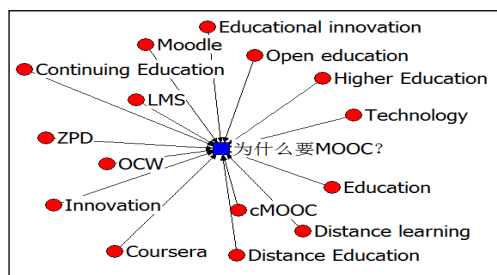 Educational innovation
Moodle
Open education
Continuing Education
Higher Education
LMS
Technology
ZPD
为什么要MOOC?
OCW
Education
Innovation
cMOOC
Distance learning
Coursera
Distance Education